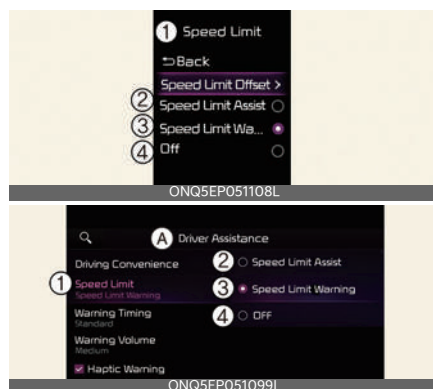 1 Speed Limit
Back
Speed Limit Offset >
2 Speed Limit Assist
3 Speed Limit Wa...
4 Off
ONQ5EP051108L
A Driver Assistance
Driving Convenience
2 Speed Limit Assist
1 Speed Limit
Speed Limit Warning
3 Speed Limit Warning
Warning Timing
Standard
4 OFF
Warning Volume
Medium
Haptic Warning
ONQ5EP051099L